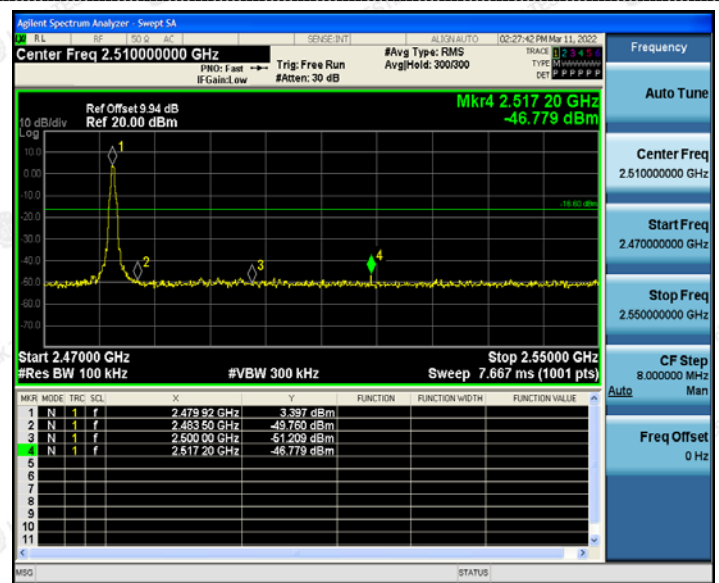 Agilent Spectrum Analyzer - Swept SA
RL RF 50 Ω AC SENSE:INT ALIGNAUTO 02:27:42 PM Mar 11, 2022
Center Freq 2.510000000 GHz #Avg Type: RMS TRACE 1 2 3 4 5 6
PNO: Fast Trig: Free Run Avg|Hold: 300/300 TYPE M
IFGain:Low #Atten: 30 dB DET P P P P P P
Ref Offset 9.94 dB Mkr4 2.517 20 GHz
10 dB/div Ref 20.00 dBm -46.779 dBm
Log
10.0
1
0.00
-10.0
-16.60 dBm
-20.0
-30.0
-40.0
2 3 4
-50.0
-60.0
-70.0
Start 2.47000 GHz Stop 2.55000 GHz
#Res BW 100 kHz #VBW 300 kHz Sweep 7.667 ms (1001 pts)
MKR MODE TRC SCL X Y FUNCTION FUNCTION WIDTH FUNCTION VALUE
1 N 1 f 2.479 92 GHz 3.397 dBm
2 N 1 f 2.483 50 GHz -49.760 dBm
3 N 1 f 2.500 00 GHz -51.209 dBm
4 N 1 f 2.517 20 GHz -46.779 dBm
5
6
7
8
9
10
11
MSG STATUS
Frequency
Auto Tune
Center Freq
2.510000000 GHz
Start Freq
2.470000000 GHz
Stop Freq
2.550000000 GHz
CF Step
8.000000 MHz
Auto Man
Freq Offset
0 Hz